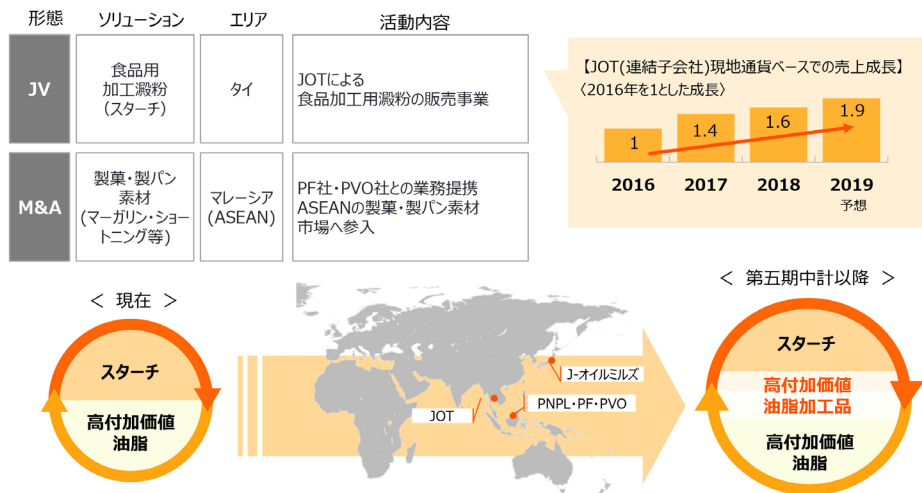 形態
ソリューション
エリア
活動内容
JV
食品用
加工澱粉
(スターチ)
タイ
JOTによる
食品加工用澱粉の販売事業
M&A
製菓・製パン
素材
(マーガリン・ショー
トニング等)
マレーシア
(ASEAN)
PF社・PVO社との業務提携
ASEANの製菓・製パン素材
市場へ参入
【JOT(連結子会社)現地通貨ベースでの売上成長】
〈2016年を1とした成長〉
1
1.4
1.6
1.9
2016
2017
2018
2019
予想
＜ 現在 ＞
スターチ
高付加価値
油脂
J-オイルミルズ
JOT
PNPL・PF・PVO
＜ 第五期中計以降 ＞
スターチ
高付加価値
油脂加工品
高付加価値
油脂